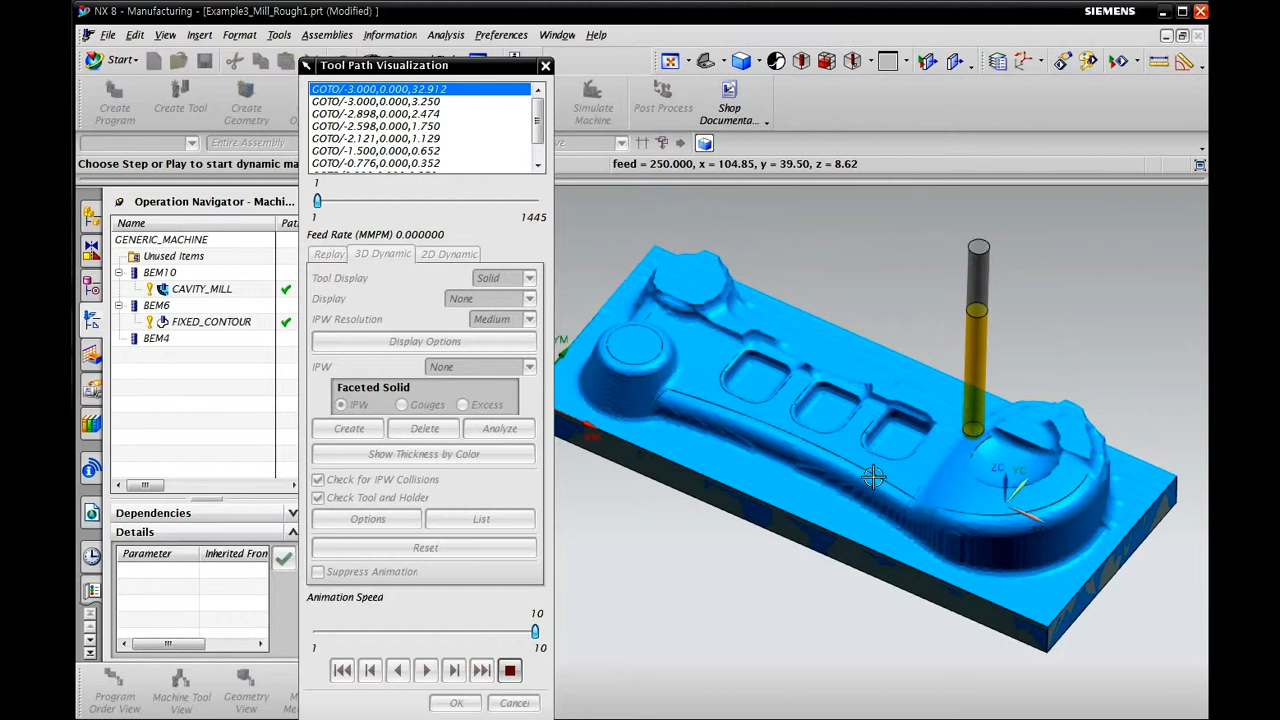 NX 8 - Manufacturing - [Example3_Mill_Rough1.prt (Modified) ]
SIEMENS
File Edit View Insert Format Tools Assemblies Information Analysis Preferences Window Help
Start
Tool Path Visualization
Create Program
Create Tool
Create Geometry
Simulate Machine
Post Process
Shop Documenta...
Entire Assembly
Choose Step or Play to start dynamic ma
feed = 250.000, x = 104.85, y = 39.50, z = 8.62
Operation Navigator - Machi...
Name
GENERIC_MACHINE
Unused Items
BEM10
CAVITY_MILL
BEM6
FIXED_CONTOUR
BEM4
Dependencies
Details
Parameter
Inherited From
Program Order View
Machine Tool View
Geometry View
GOTO/-3.000,0.000,32.912
GOTO/-3.000,0.000,3.250
GOTO/-2.898,0.000,2.474
GOTO/-2.598,0.000,1.750
GOTO/-2.121,0.000,1.129
GOTO/-1.500,0.000,0.652
GOTO/-0.776,0.000,0.352
1
1
1445
Feed Rate (MMPM) 0.000000
Replay
3D Dynamic
2D Dynamic
Tool Display
Solid
Display
None
IPW Resolution
Medium
Display Options
IPW
None
Faceted Solid
IPW
Gouges
Excess
Create
Delete
Analyze
Show Thickness by Color
Check for IPW Collisions
Check Tool and Holder
Options
List
Reset
Suppress Animation
Animation Speed
10
1
10
OK
Cancel
YM
ZC
YC